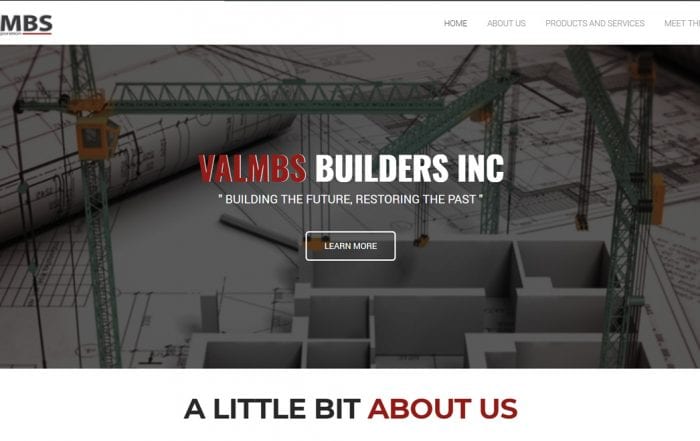 MBS
HOME
ABOUT US
PRODUCTS AND SERVICES
MEET TH
VALMBS BUILDERS INC
" BUILDING THE FUTURE, RESTORING THE PAST "
LEARN MORE
A LITTLE BIT ABOUT US